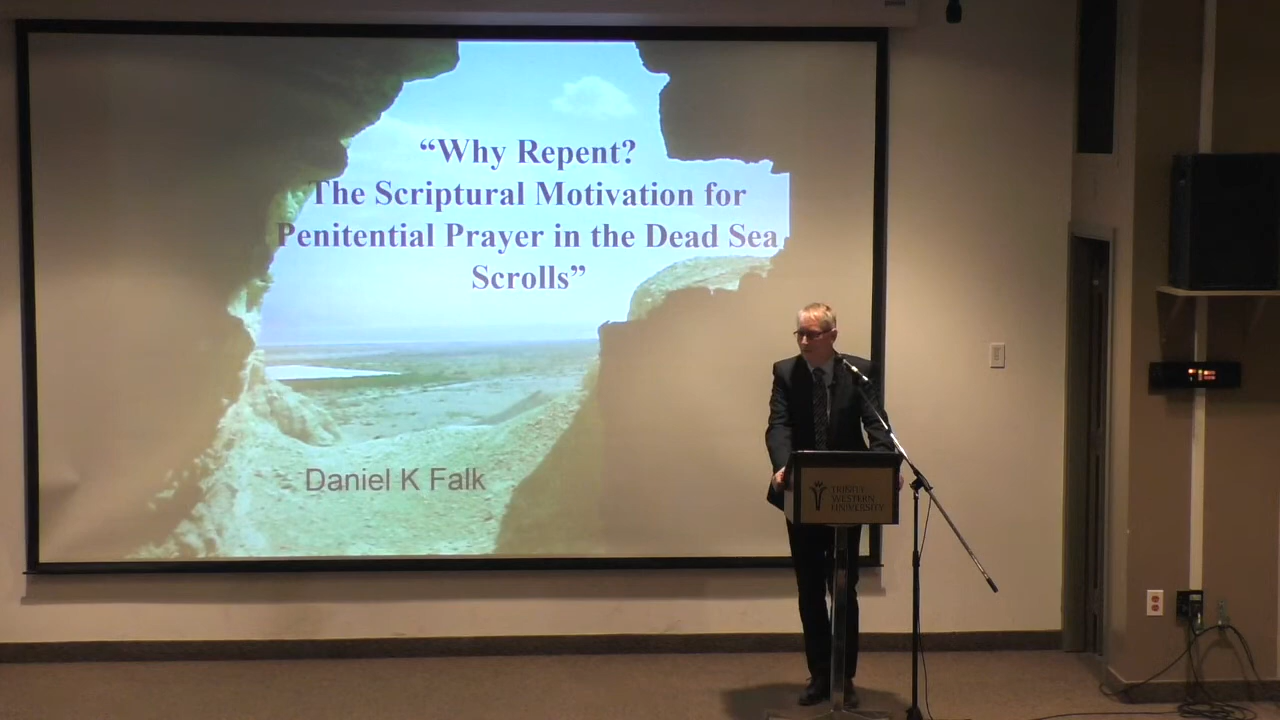 “Why Repent?
The Scriptural Motivation for
Penitential Prayer in the Dead Sea
Scrolls”
Daniel K Falk
TRINITY
WESTERN
UNIVERSITY